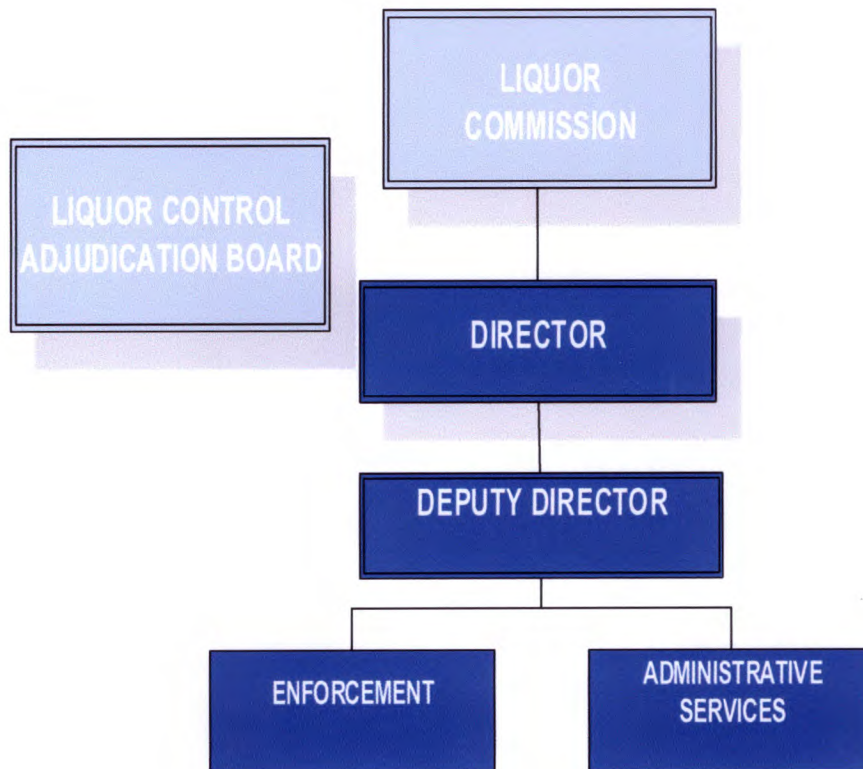 LIQUOR
COMMISSION
LIQUOR CONTROL
ADJUDICATION BOARD
DIRECTOR
DEPUTY DIRECTOR
ENFORCEMENT
ADMINISTRATIVE
SERVICES